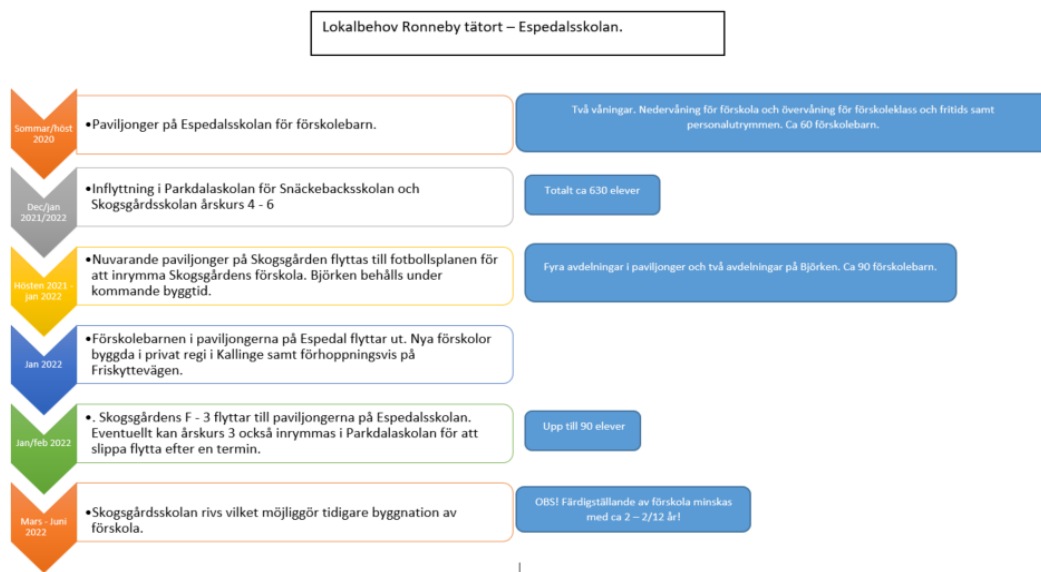 Lokalbehov Ronneby tätort – Espedalsskolan.
Sommar/höst
2020
•Paviljonger på Espedalsskolan för förskolebarn.
Två våningar. Nedervåning för förskola och övervåning för förskoleklass och fritids samt
personalutrymmen. Ca 60 förskolebarn.
Dec/jan
2021/2022
•Inflyttning i Parkdalaskolan för Snäckebacksskolan och
Skogsgårdsskolan årskurs 4 - 6
Totalt ca 630 elever
Hösten 2021 -
jan 2022
•Nuvarande paviljonger på Skogsgården flyttas till fotbollsplanen för
att inrymma Skogsgårdens förskola. Björken behålls under
kommande byggtid.
Fyra avdelningar i paviljonger och två avdelningar på Björken. Ca 90 förskolebarn.
Jan 2022
•Förskolebarnen i paviljongerna på Espedal flyttar ut. Nya förskolor
byggda i privat regi i Kallinge samt förhoppningsvis på
Friskyttevägen.
Jan/feb 2022
•. Skogsgårdens F - 3 flyttar till paviljongerna på Espedalsskolan.
Eventuellt kan årskurs 3 också inrymmas i Parkdalaskolan för att
slippa flytta efter en termin.
Upp till 90 elever
Mars - Juni
2022
•Skogsgårdsskolan rivs vilket möjliggör tidigare byggnation av
förskola.
OBS! Färdigställande av förskola minskas
med ca 2 – 2/12 år!